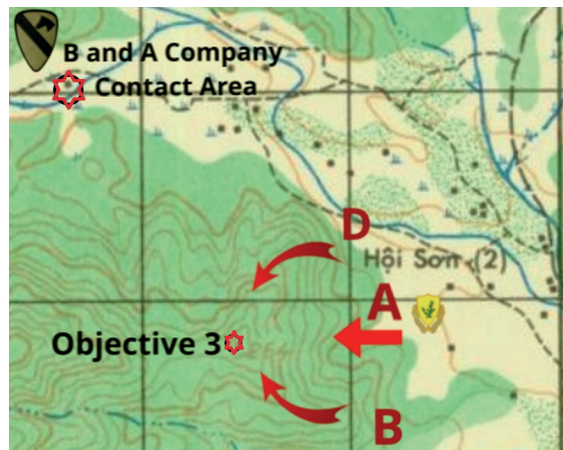 B and A Company
Contact Area
D
Hội Sơn (2)
A
Objective 3
B